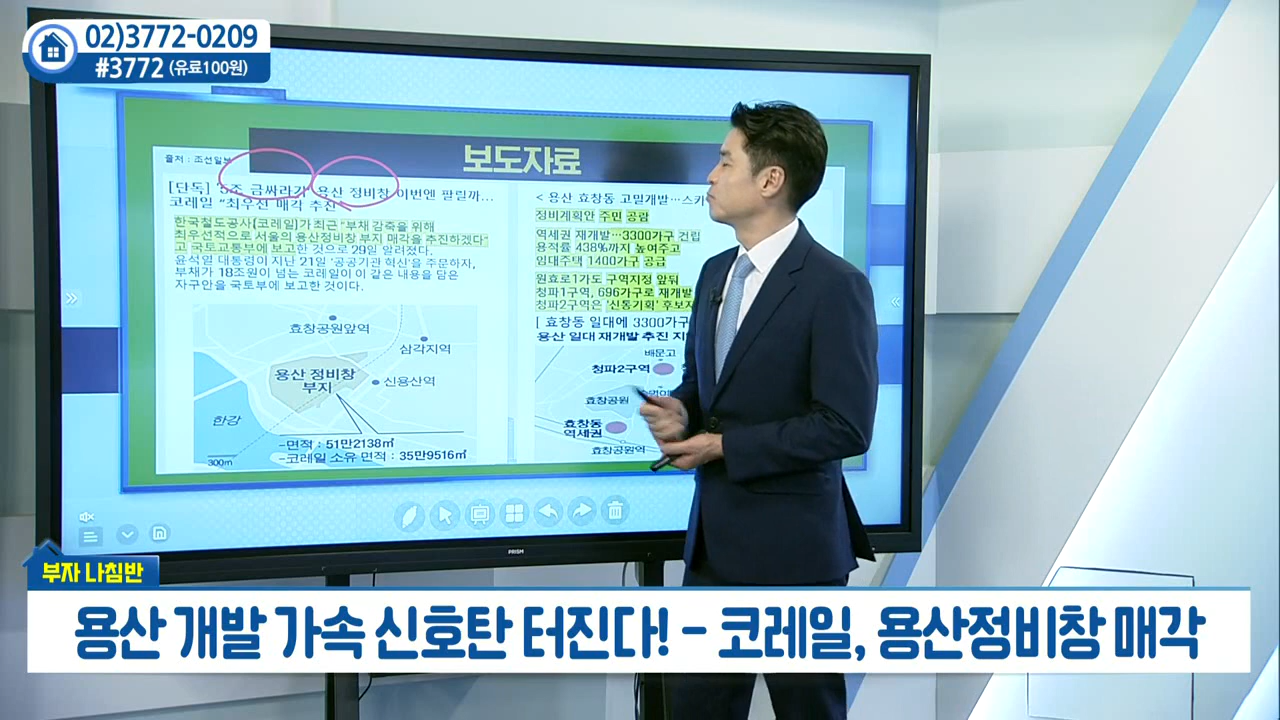 02)3772-0209
#3772 (유료100원)
보도자료
출처 : 조선일보
[단독] 금싸라기 용산 정비창 이번엔 팔릴까...
코레일 “최우선 매각 추진”
한국철도공사(코레일)가 최근 “부채 감축을 위해
최우선적으로 서울의 용산정비창 부지 매각을 추진하겠다”
고 국토교통부에 보고한 것으로 29일 알려졌다.
윤석열 대통령이 지난 21일 ‘공공기관 혁신’을 주문하자,
부채가 18조원이 넘는 코레일이 이 같은 내용을 담은
자구안을 국토부에 보고한 것이다.
효창공원앞역
삼각지역
용산 정비창
부지
신용산역
한강
-면적 : 51만2138㎡
-코레일 소유 면적 : 35만9516㎡
300m
< 용산 효창동 고밀개발…스카
정비계획안 주민 공람
역세권 재개발…3300가구 건립
용적률 438%까지 높여주고
임대주택 1400가구 공급
원효로1가도 구역지정 앞둬
청파1구역, 696가구로 재개발
청파2구역은 '신통기획' 후보지
[ 효창동 일대에 3300가구
용산 일대 재개발 추진 지
배문고
청파2구역
효창공원
효창동
역세권
효창공원역
PRISM
부자 나침반
용산 개발 가속 신호탄 터진다! - 코레일, 용산정비창 매각